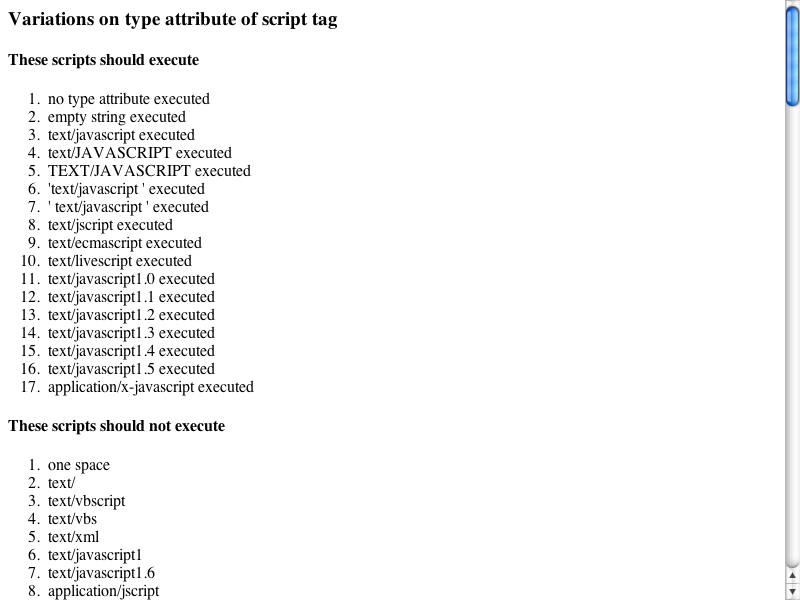 Variations on type attribute of script tag
These scripts should execute
1. no type attribute executed
2. empty string executed
3. text/javascript executed
4. text/JAVASCRIPT executed
5. TEXT/JAVASCRIPT executed
6. 'text/javascript ' executed
7. ' text/javascript ' executed
8. text/jscript executed
9. text/ecmascript executed
10. text/livescript executed
11. text/javascript1.0 executed
12. text/javascript1.1 executed
13. text/javascript1.2 executed
14. text/javascript1.3 executed
15. text/javascript1.4 executed
16. text/javascript1.5 executed
17. application/x-javascript executed
These scripts should not execute
1. one space
2. text/
3. text/vbscript
4. text/vbs
5. text/xml
6. text/javascript1
7. text/javascript1.6
8. application/jscript